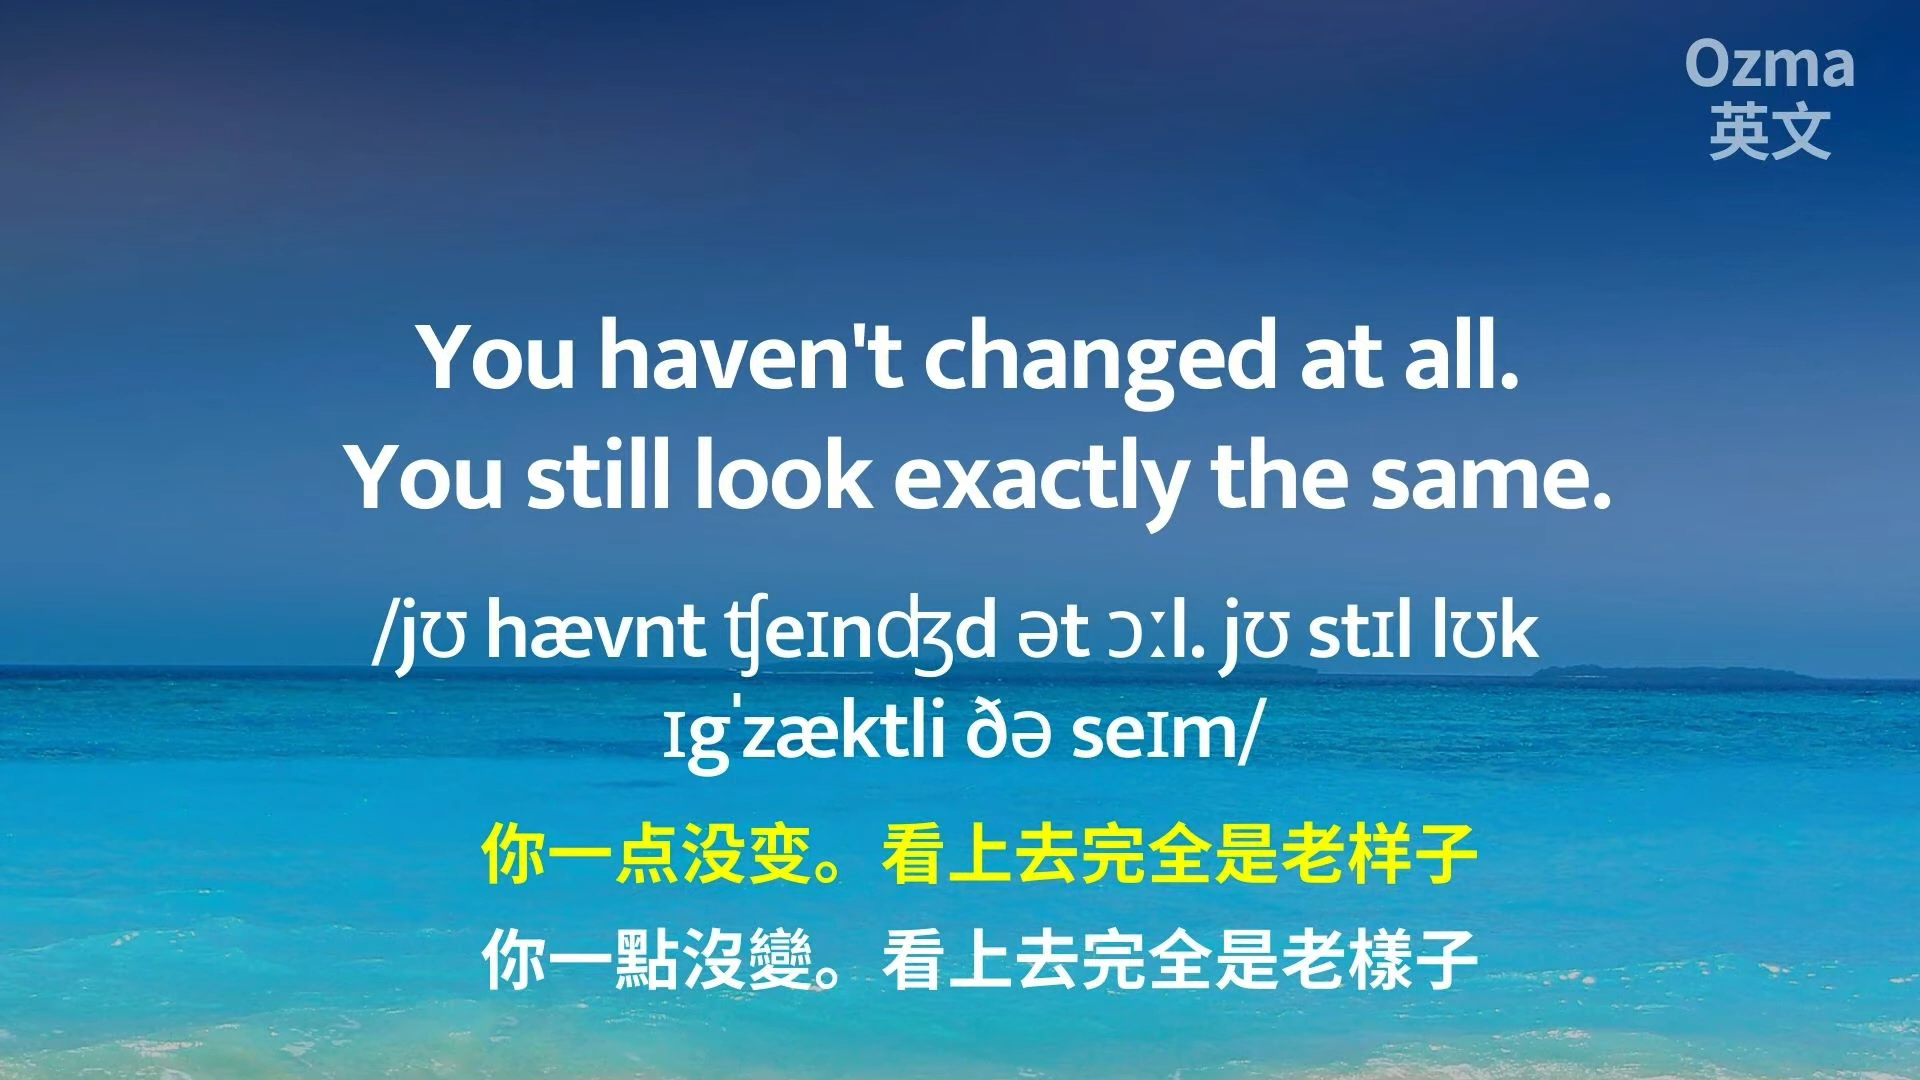 Ozma
英文
You haven't changed at all.
You still look exactly the same.
/jʊ hævnt ʧeɪnʤd ət ɔːl. jʊ stɪl lʊk
ɪgˈzæktli ðə seɪm/
你一点没变。看上去完全是老样子
你一點沒變。看上去完全是老樣子